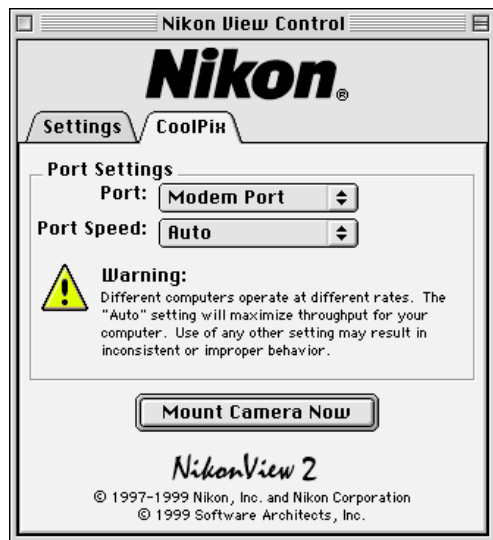 Nikon View Control
Nikon®
Settings CoolPix
Port Settings
Port: Modem Port
Port Speed: Auto
Warning:
Different computers operate at different rates. The
"Auto" setting will maximize throughput for your
computer. Use of any other setting may result in
inconsistent or improper behavior.
Mount Camera Now
NikonView 2
© 1997-1999 Nikon, Inc. and Nikon Corporation
© 1999 Software Architects, Inc.